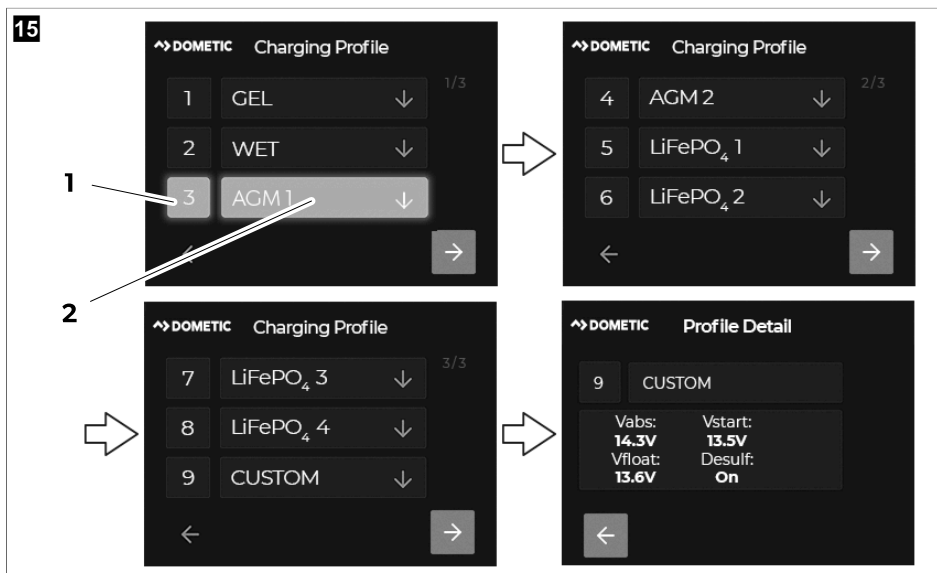 15
DOMETIC Charging Profile
1/3
1 GEL
2 WET
3 AGM 1
1
2
DOMETIC Charging Profile
2/3
4 AGM 2
5 LiFePO₄ 1
6 LiFePO₄ 2
DOMETIC Charging Profile
3/3
7 LiFePO₄ 3
8 LiFePO₄ 4
9 CUSTOM
DOMETIC Profile Detail
9 CUSTOM
Vabs: Vstart:
14.3V 13.5V
Vfloat: Desulf:
13.6V On